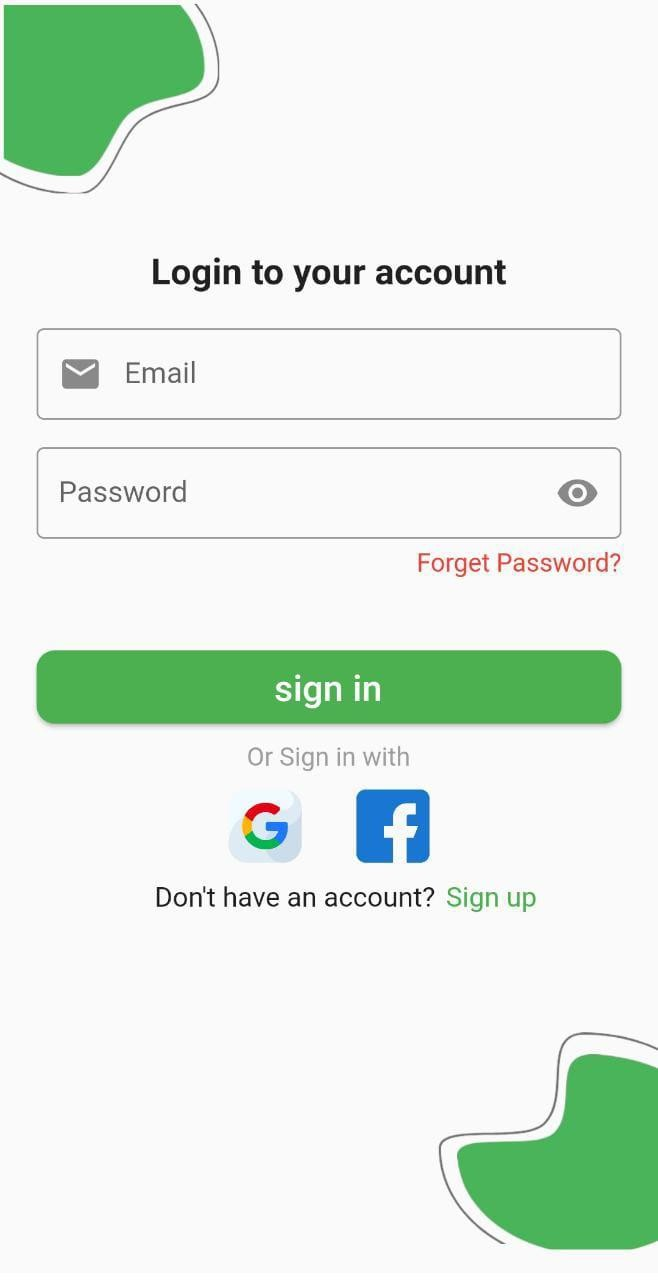 Login to your account
Email
Password
Forget Password?
sign in
Or Sign in with
Don't have an account? Sign up